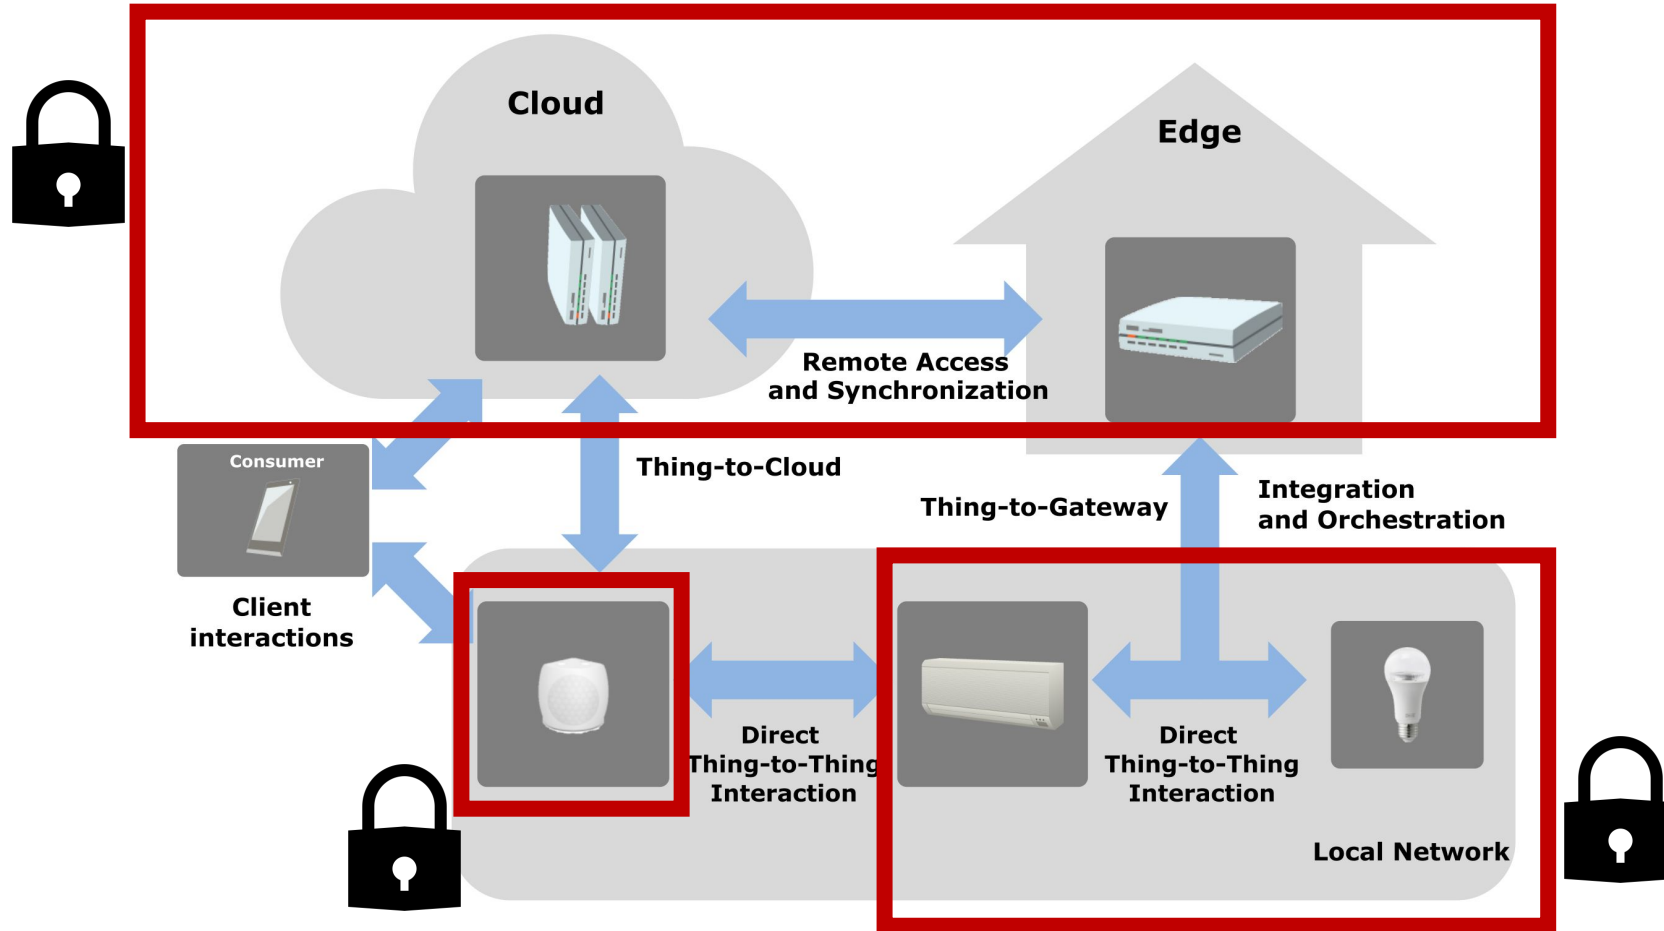 Cloud
Edge
Remote Access
and Synchronization
Consumer
Thing-to-Cloud
Thing-to-Gateway
Integration
and Orchestration
Client
interactions
Direct
Thing-to-Thing
Interaction
Direct
Thing-to-Thing
Interaction
Local Network